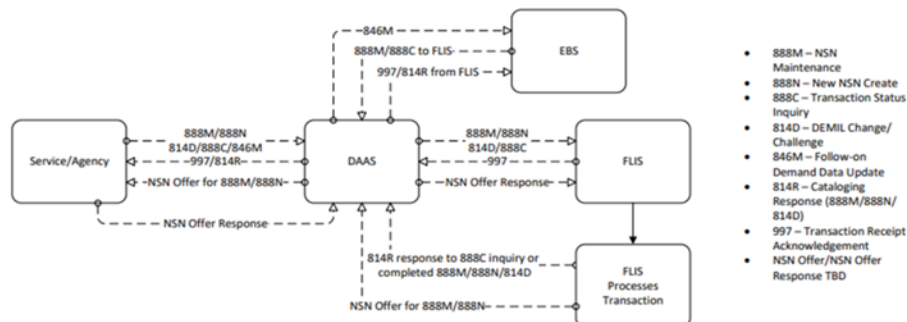 846M
888M/888C to FLIS
997/814R from FLIS
EBS
Service/Agency
888M/888N
814D/888C/846M
997/814R
NSN Offer for 888M/888N
NSN Offer Response
DAAS
888M/888N
814D/888C
997
NSN Offer Response
FLIS
814R response to 888C inquiry or
completed 888M/888N/814D
NSN Offer for 888M/888N
FLIS
Processes
Transaction
• 888M – NSN
Maintenance
• 888N – New NSN Create
• 888C – Transaction Status
Inquiry
• 814D – DEMIL Change/
Challenge
• 846M – Follow-on
Demand Data Update
• 814R – Cataloging
Response (888M/888N/
814D)
• 997 – Transaction Receipt
Acknowledgement
• NSN Offer/NSN Offer
Response TBD